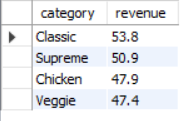 category revenue
Classic 53.8
Supreme 50.9
Chicken 47.9
Veggie 47.4